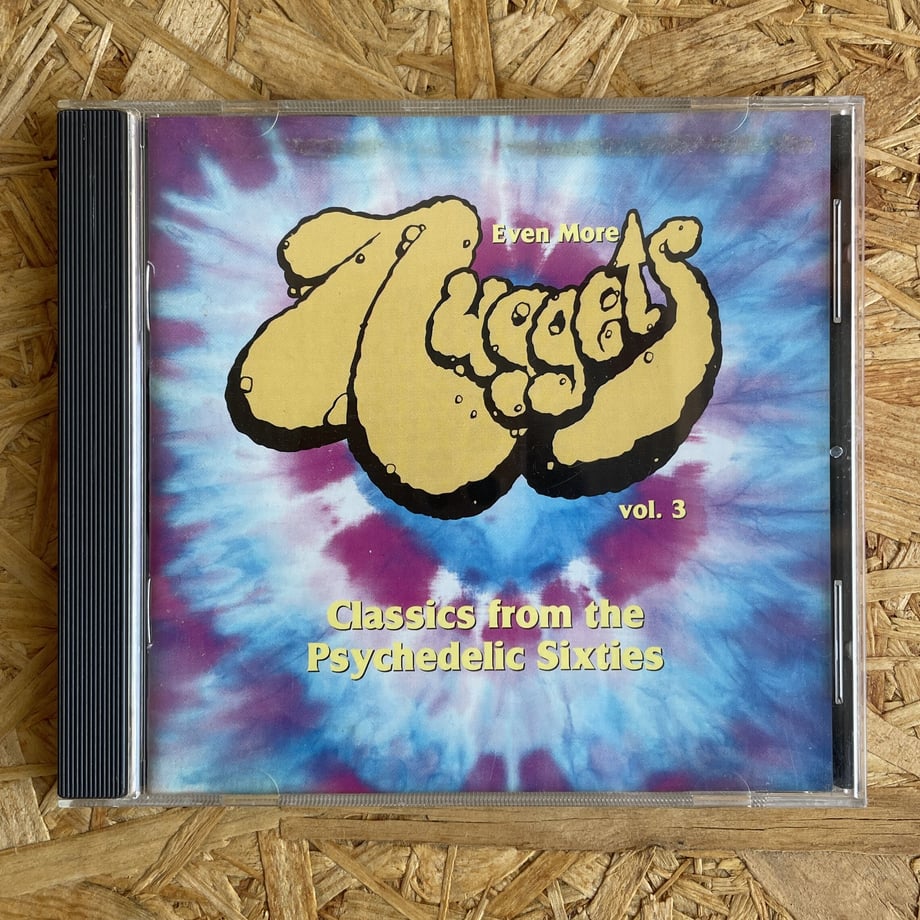 Even More
Nuggets
vol. 3
Classics from the
Psychedelic Sixties